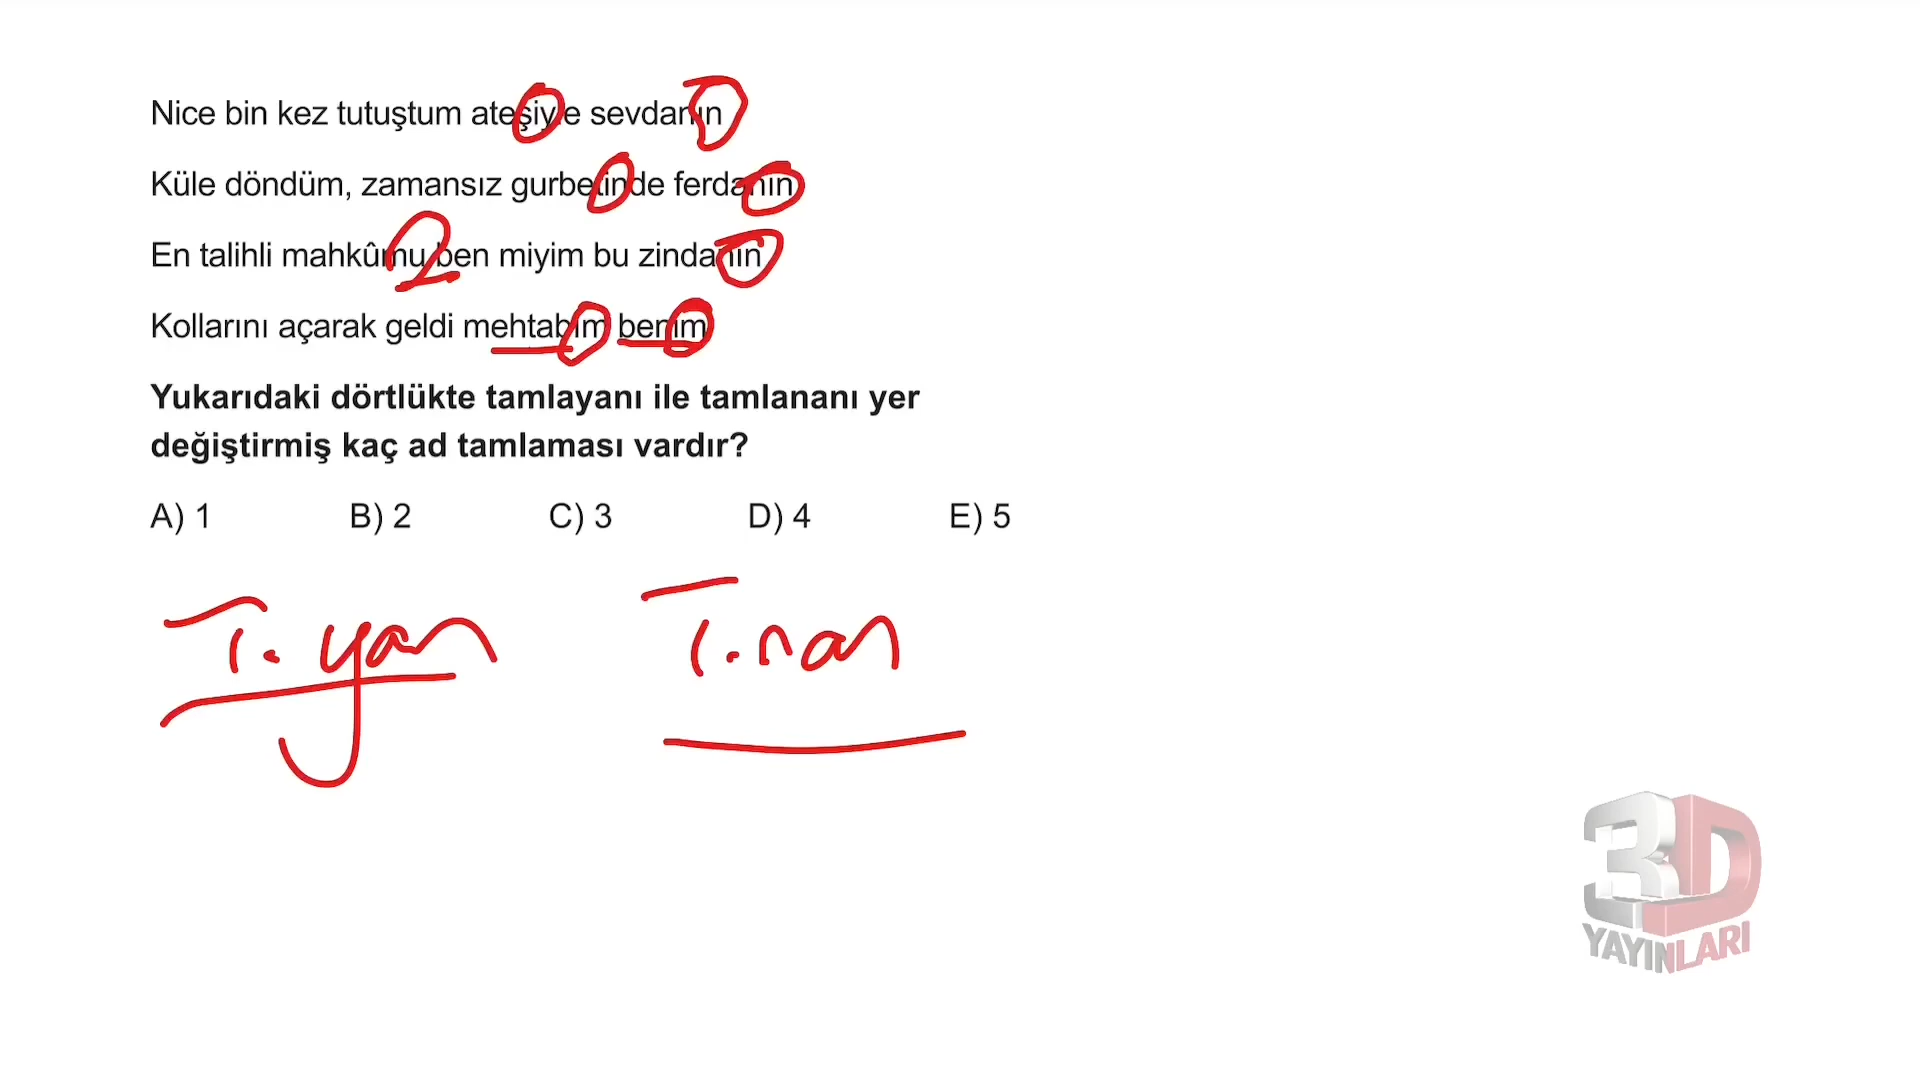 Nice bin kez tutuştum ateşiyle sevdanın
Küle döndüm, zamansız gurbetinde ferdanın
En talihli mahkûmu ben miyim bu zindanın
2
Kollarını açarak geldi mehtabım benim
Yukarıdaki dörtlükte tamlayanı ile tamlananı yer
değiştirmiş kaç ad tamlaması vardır?
A) 1 B) 2 C) 3 D) 4 E) 5
T. yan T. nan
3D
YAYINLARI